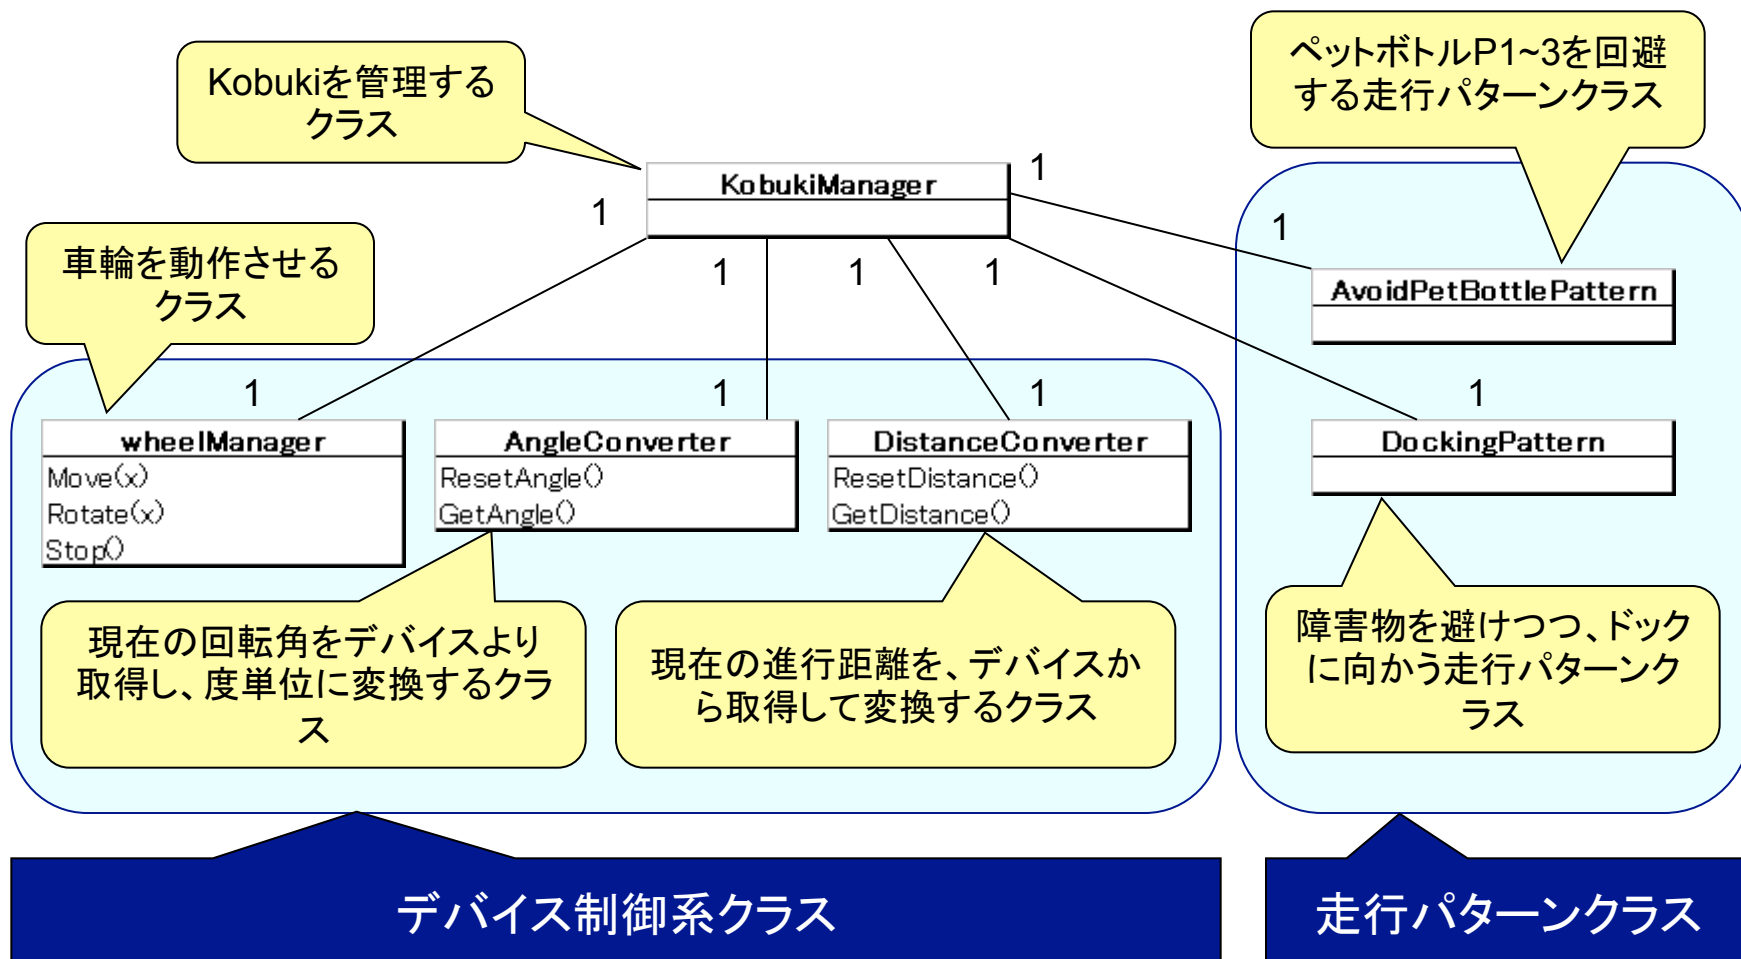 Kobukiを管理する
クラス
ペットボトルP1~3を回避
する走行パターンクラス
KobukiManager
1
1
1
1
1
1
車輪を動作させる
クラス
AvoidPetBottlePattern
1
1
1
1
wheelManager
Move(x)
Rotate(x)
Stop()
AngleConverter
ResetAngle()
GetAngle()
DistanceConverter
ResetDistance()
GetDistance()
DockingPattern
現在の回転角をデバイスより
取得し、度単位に変換するクラ
ス
現在の進行距離を、デバイスか
ら取得して変換するクラス
障害物を避けつつ、ドック
に向かう走行パターンク
ラス
デバイス制御系クラス
走行パターンクラス